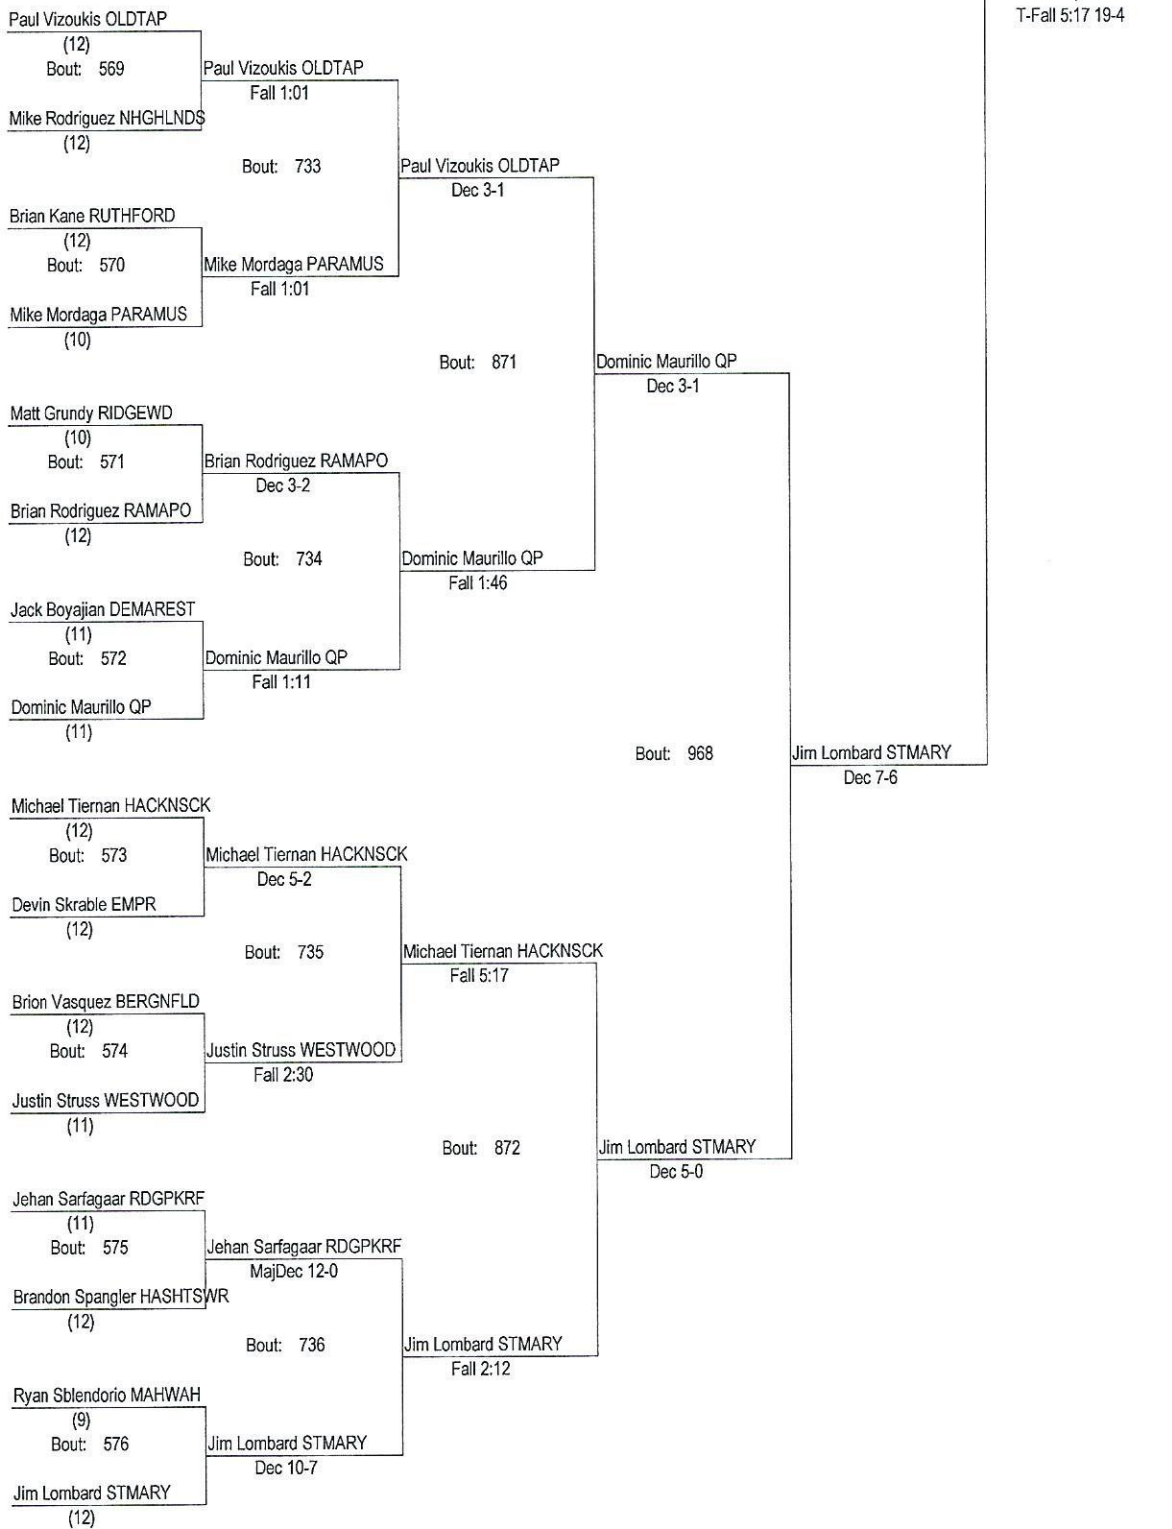 T-Fall 5:17 19-4
Paul Vizoukis OLDTAP
(12)
Bout: 569
Mike Rodriguez NHGHLNDS
(12)
Paul Vizoukis OLDTAP
Fall 1:01
Bout: 733
Brian Kane RUTHFORD
(12)
Bout: 570
Mike Mordaga PARAMUS
(10)
Mike Mordaga PARAMUS
Fall 1:01
Paul Vizoukis OLDTAP
Dec 3-1
Bout: 871
Matt Grundy RIDGEWD
(10)
Bout: 571
Brian Rodriguez RAMAPO
(12)
Brian Rodriguez RAMAPO
Dec 3-2
Bout: 734
Jack Boyajian DEMAREST
(11)
Bout: 572
Dominic Maurillo QP
(11)
Dominic Maurillo QP
Fall 1:11
Dominic Maurillo QP
Fall 1:46
Dominic Maurillo QP
Dec 3-1
Bout: 968
Jim Lombard STMARY
Dec 7-6
Michael Tiernan HACKNSCK
(12)
Bout: 573
Devin Skrable EMPR
(12)
Michael Tiernan HACKNSCK
Dec 5-2
Bout: 735
Brion Vasquez BERGNFLD
(12)
Bout: 574
Justin Struss WESTWOOD
(11)
Justin Struss WESTWOOD
Fall 2:30
Michael Tiernan HACKNSCK
Fall 5:17
Bout: 872
Jehan Sarfagaar RDGPKRF
(11)
Bout: 575
Brandon Spangler HASHTSWR
(12)
Jehan Sarfagaar RDGPKRF
MajDec 12-0
Bout: 736
Ryan Sblendorio MAHWAH
(9)
Bout: 576
Jim Lombard STMARY
(12)
Jim Lombard STMARY
Dec 10-7
Jim Lombard STMARY
Fall 2:12
Jim Lombard STMARY
Dec 5-0